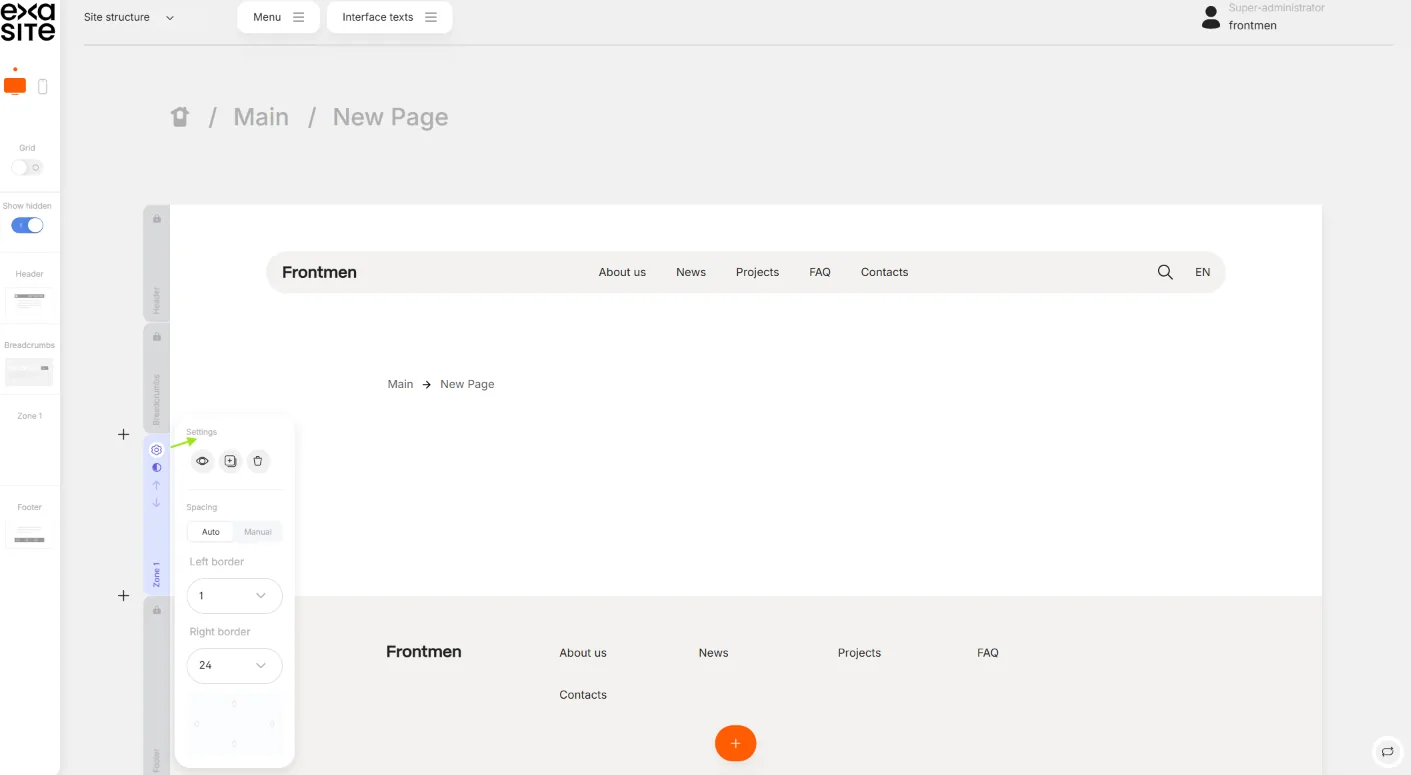 exa
site
Site structure
Menu
Interface texts
Super-administrator
frontmen
Grid
Show hidden
Header
Breadcrumbs
Zone 1
Footer
/ Main / New Page
Header
Breadcrumbs
Zone 1
Footer
Frontmen
About us
News
Projects
FAQ
Contacts
EN
Main → New Page
Settings
Spacing
Auto
Manual
Left border
1
Right border
24
Frontmen
About us
News
Projects
FAQ
Contacts